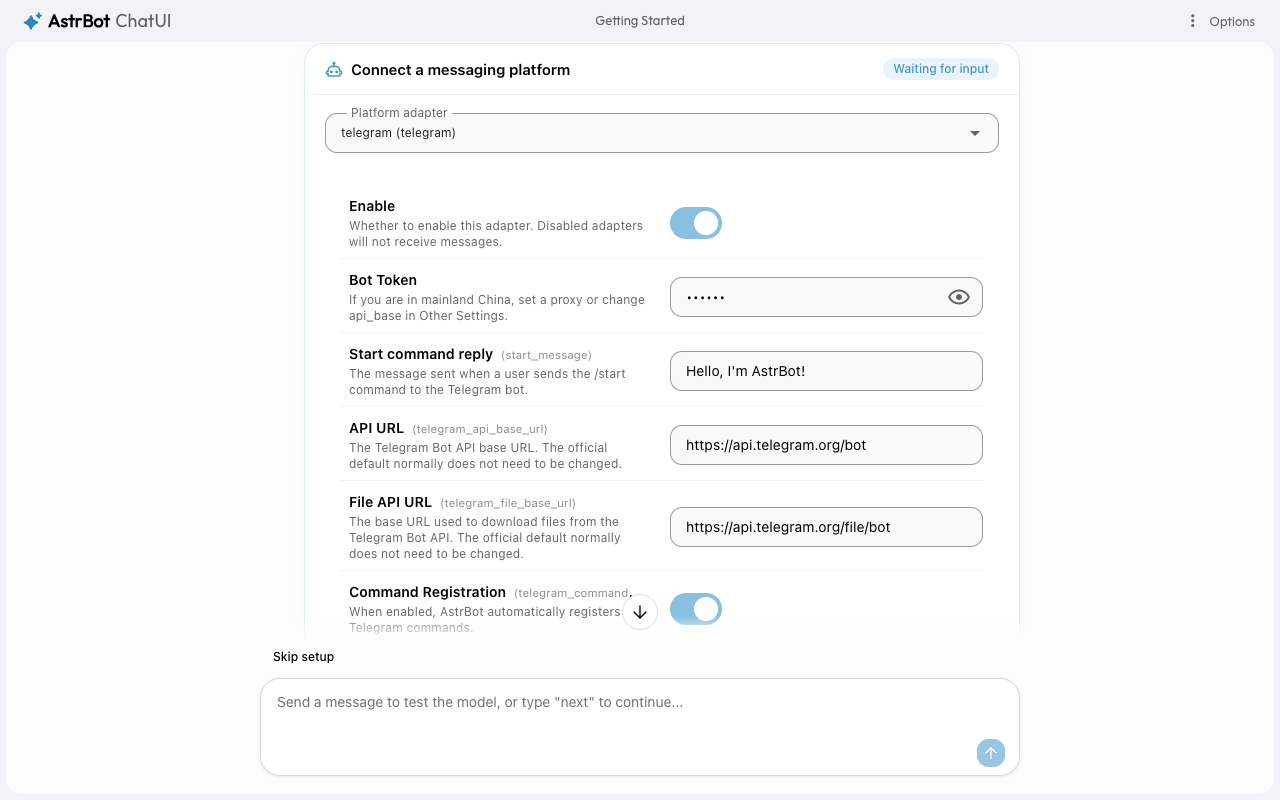 AstrBot ChatUI
Getting Started
Options
Connect a messaging platform
Waiting for input
Platform adapter
telegram (telegram)
Enable
Whether to enable this adapter. Disabled adapters
will not receive messages.
Bot Token
If you are in mainland China, set a proxy or change
api_base in Other Settings.
••••••
Start command reply (start_message)
The message sent when a user sends the /start
command to the Telegram bot.
Hello, I'm AstrBot!
API URL (telegram_api_base_url)
The Telegram Bot API base URL. The official
default normally does not need to be changed.
https://api.telegram.org/bot
File API URL (telegram_file_base_url)
The base URL used to download files from the
Telegram Bot API. The official default normally
does not need to be changed.
https://api.telegram.org/file/bot
Command Registration (telegram_command
When enabled, AstrBot automatically registers
Telegram commands.
Skip setup
Send a message to test the model, or type "next" to continue...